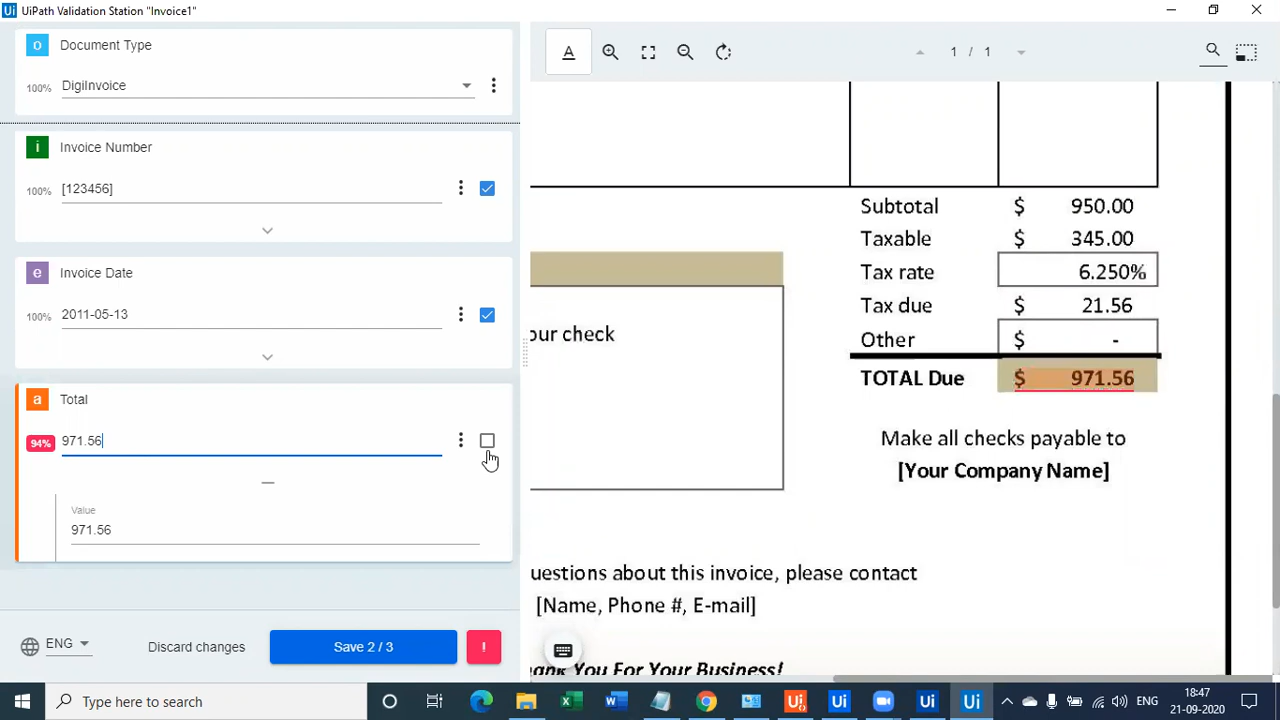 Ui UiPath Validation Station "Invoice1"
o Document Type
100% DigiInvoice
i Invoice Number
100% [123456]
e Invoice Date
100% 2011-05-13
a Total
94% 971.56
Value
971.56
ENG Discard changes Save 2 / 3 !
A 1 / 1
Subtotal $ 950.00
Taxable $ 345.00
Tax rate 6.250%
Tax due $ 21.56
our check
Other $ -
TOTAL Due $ 971.56
Make all checks payable to
[Your Company Name]
uestions about this invoice, please contact
[Name, Phone #, E-mail]
ank You For Your Business!
Type here to search
ENG
18:47
21-09-2020